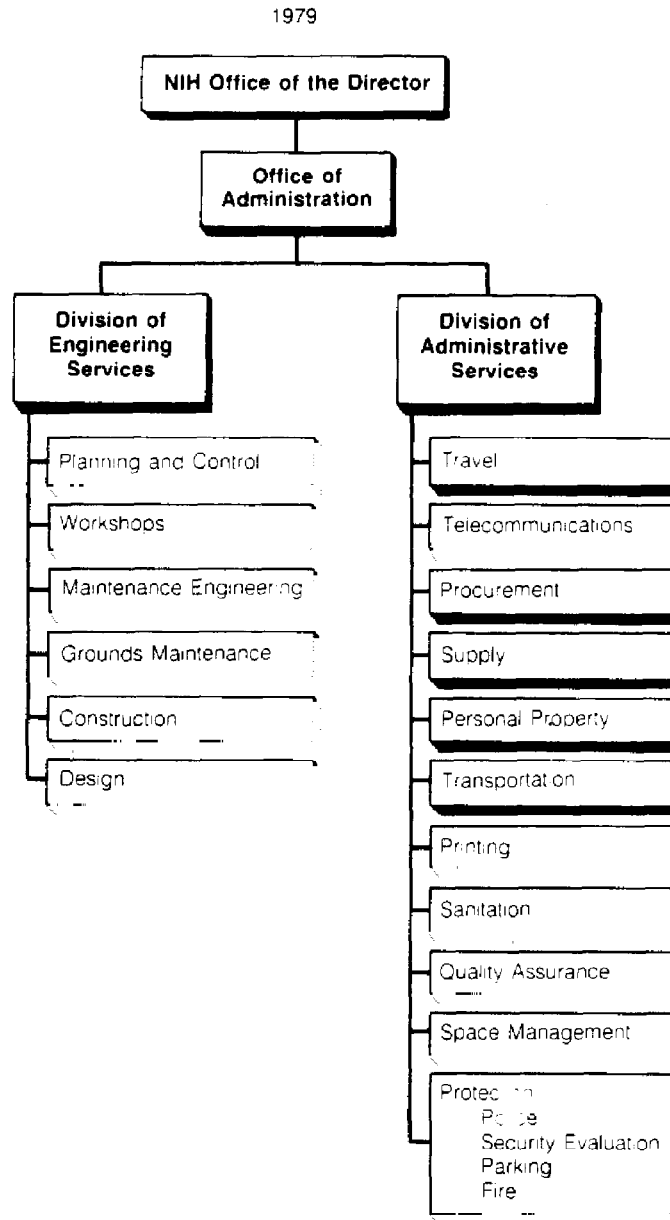 1979
NIH Office of the Director
Office of
Administration
Division of
Engineering
Services
Planning and Control
Workshops
Maintenance Engineering
Grounds Maintenance
Construction
Design
Division of
Administrative
Services
Travel
Telecommunications
Procurement
Supply
Personal Property
Transportation
Printing
Sanitation
Quality Assurance
Space Management
Protection
Police
Security Evaluation
Parking
Fire